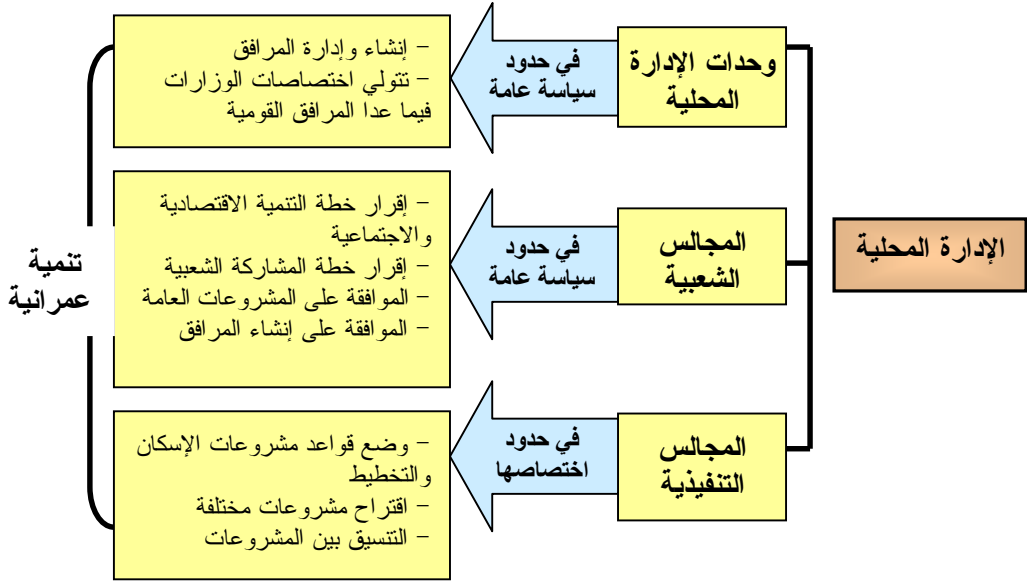 الإدارة المحلية
وحدات الإدارة
المحلية
في حدود
سياسة عامة
- إنشاء وإدارة المرافق
- تتولي اختصاصات الوزارات
فيما عدا المرافق القومية
المجالس
الشعبية
في حدود
سياسة عامة
- إقرار خطة التنمية الاقتصادية
والاجتماعية
- إقرار خطة المشاركة الشعبية
- الموافقة على المشروعات العامة
- الموافقة على إنشاء المرافق
المجالس
التنفيذية
في حدود
اختصاصها
- وضع قواعد مشروعات الإسكان
والتخطيط
- اقتراح مشروعات مختلفة
- التنسيق بين المشروعات
تنمية
عمرانية